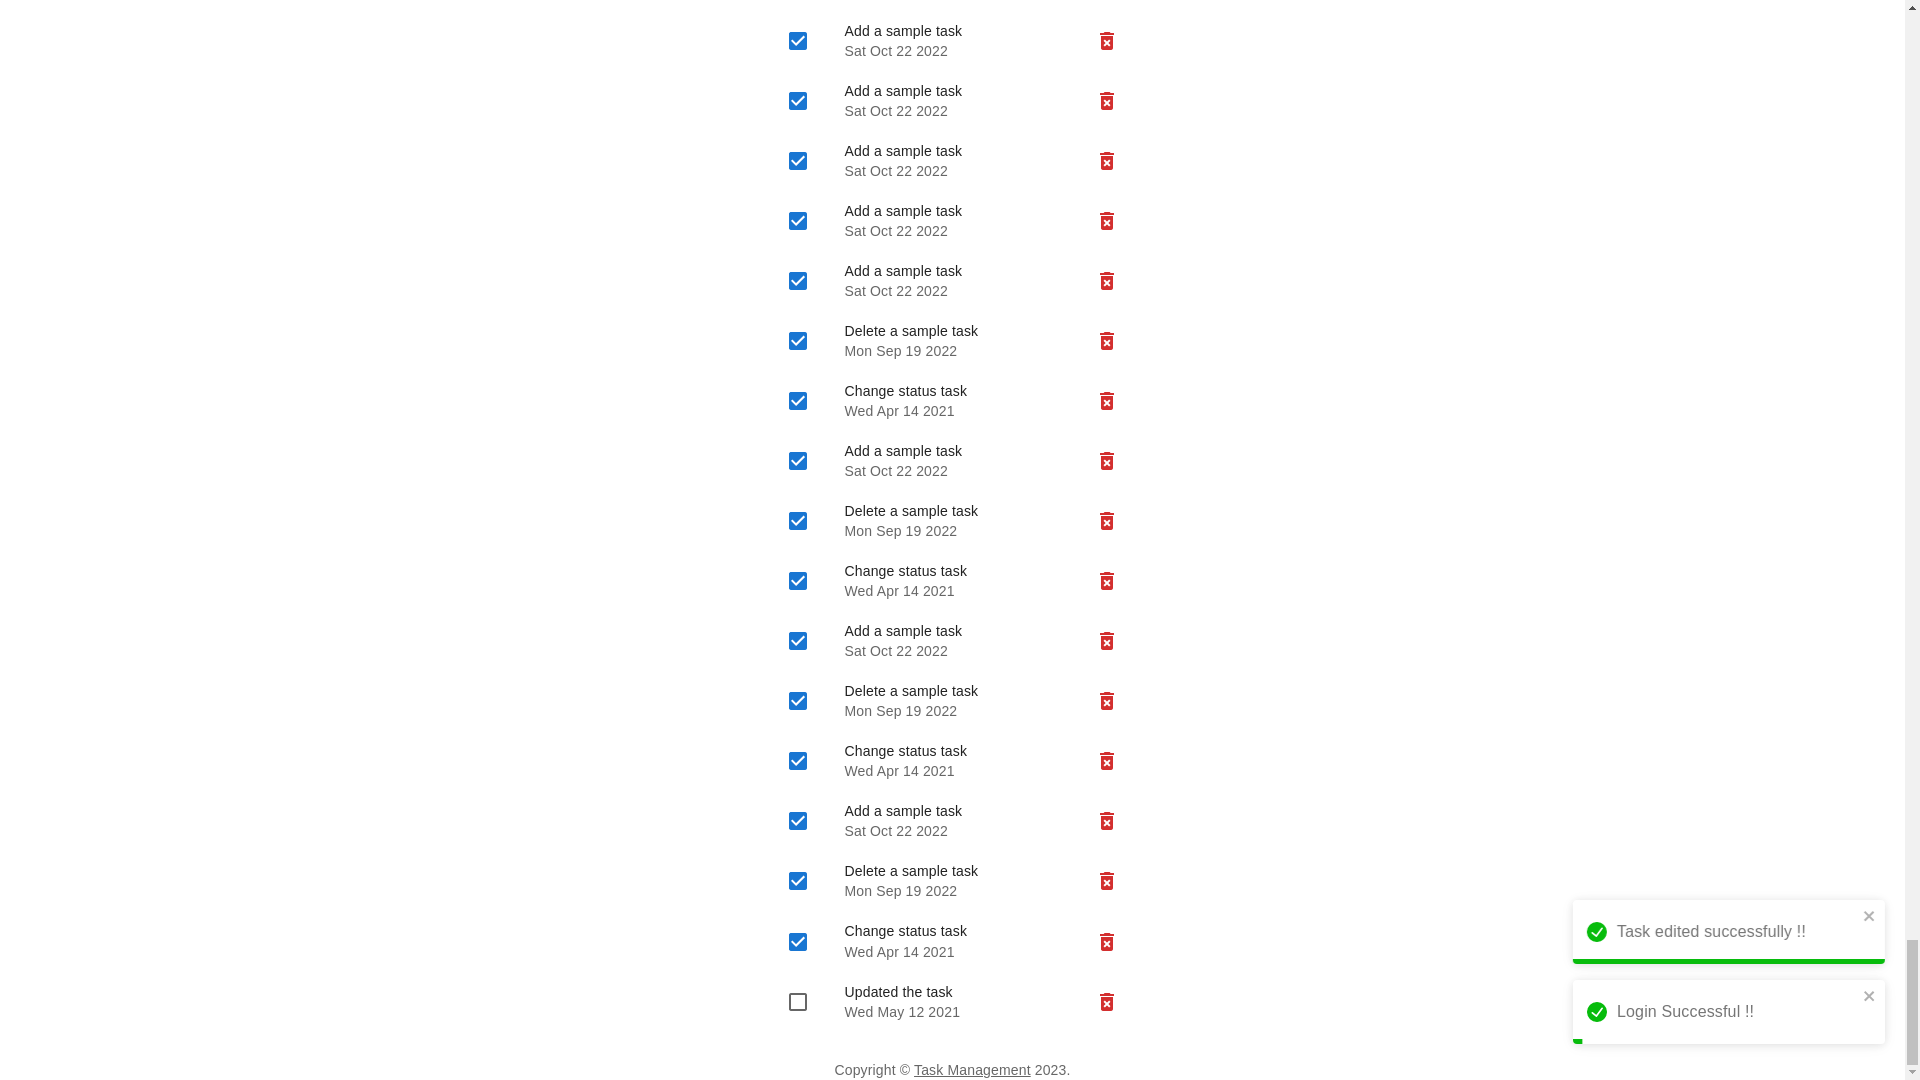 Add a sample task
Sat Oct 22 2022
Add a sample task
Sat Oct 22 2022
Add a sample task
Sat Oct 22 2022
Add a sample task
Sat Oct 22 2022
Add a sample task
Sat Oct 22 2022
Delete a sample task
Mon Sep 19 2022
Change status task
Wed Apr 14 2021
Add a sample task
Sat Oct 22 2022
Delete a sample task
Mon Sep 19 2022
Change status task
Wed Apr 14 2021
Add a sample task
Sat Oct 22 2022
Delete a sample task
Mon Sep 19 2022
Change status task
Wed Apr 14 2021
Add a sample task
Sat Oct 22 2022
Delete a sample task
Mon Sep 19 2022
Change status task
Wed Apr 14 2021
Updated the task
Wed May 12 2021
Copyright © Task Management 2023.
Task edited successfully !!
Login Successful !!